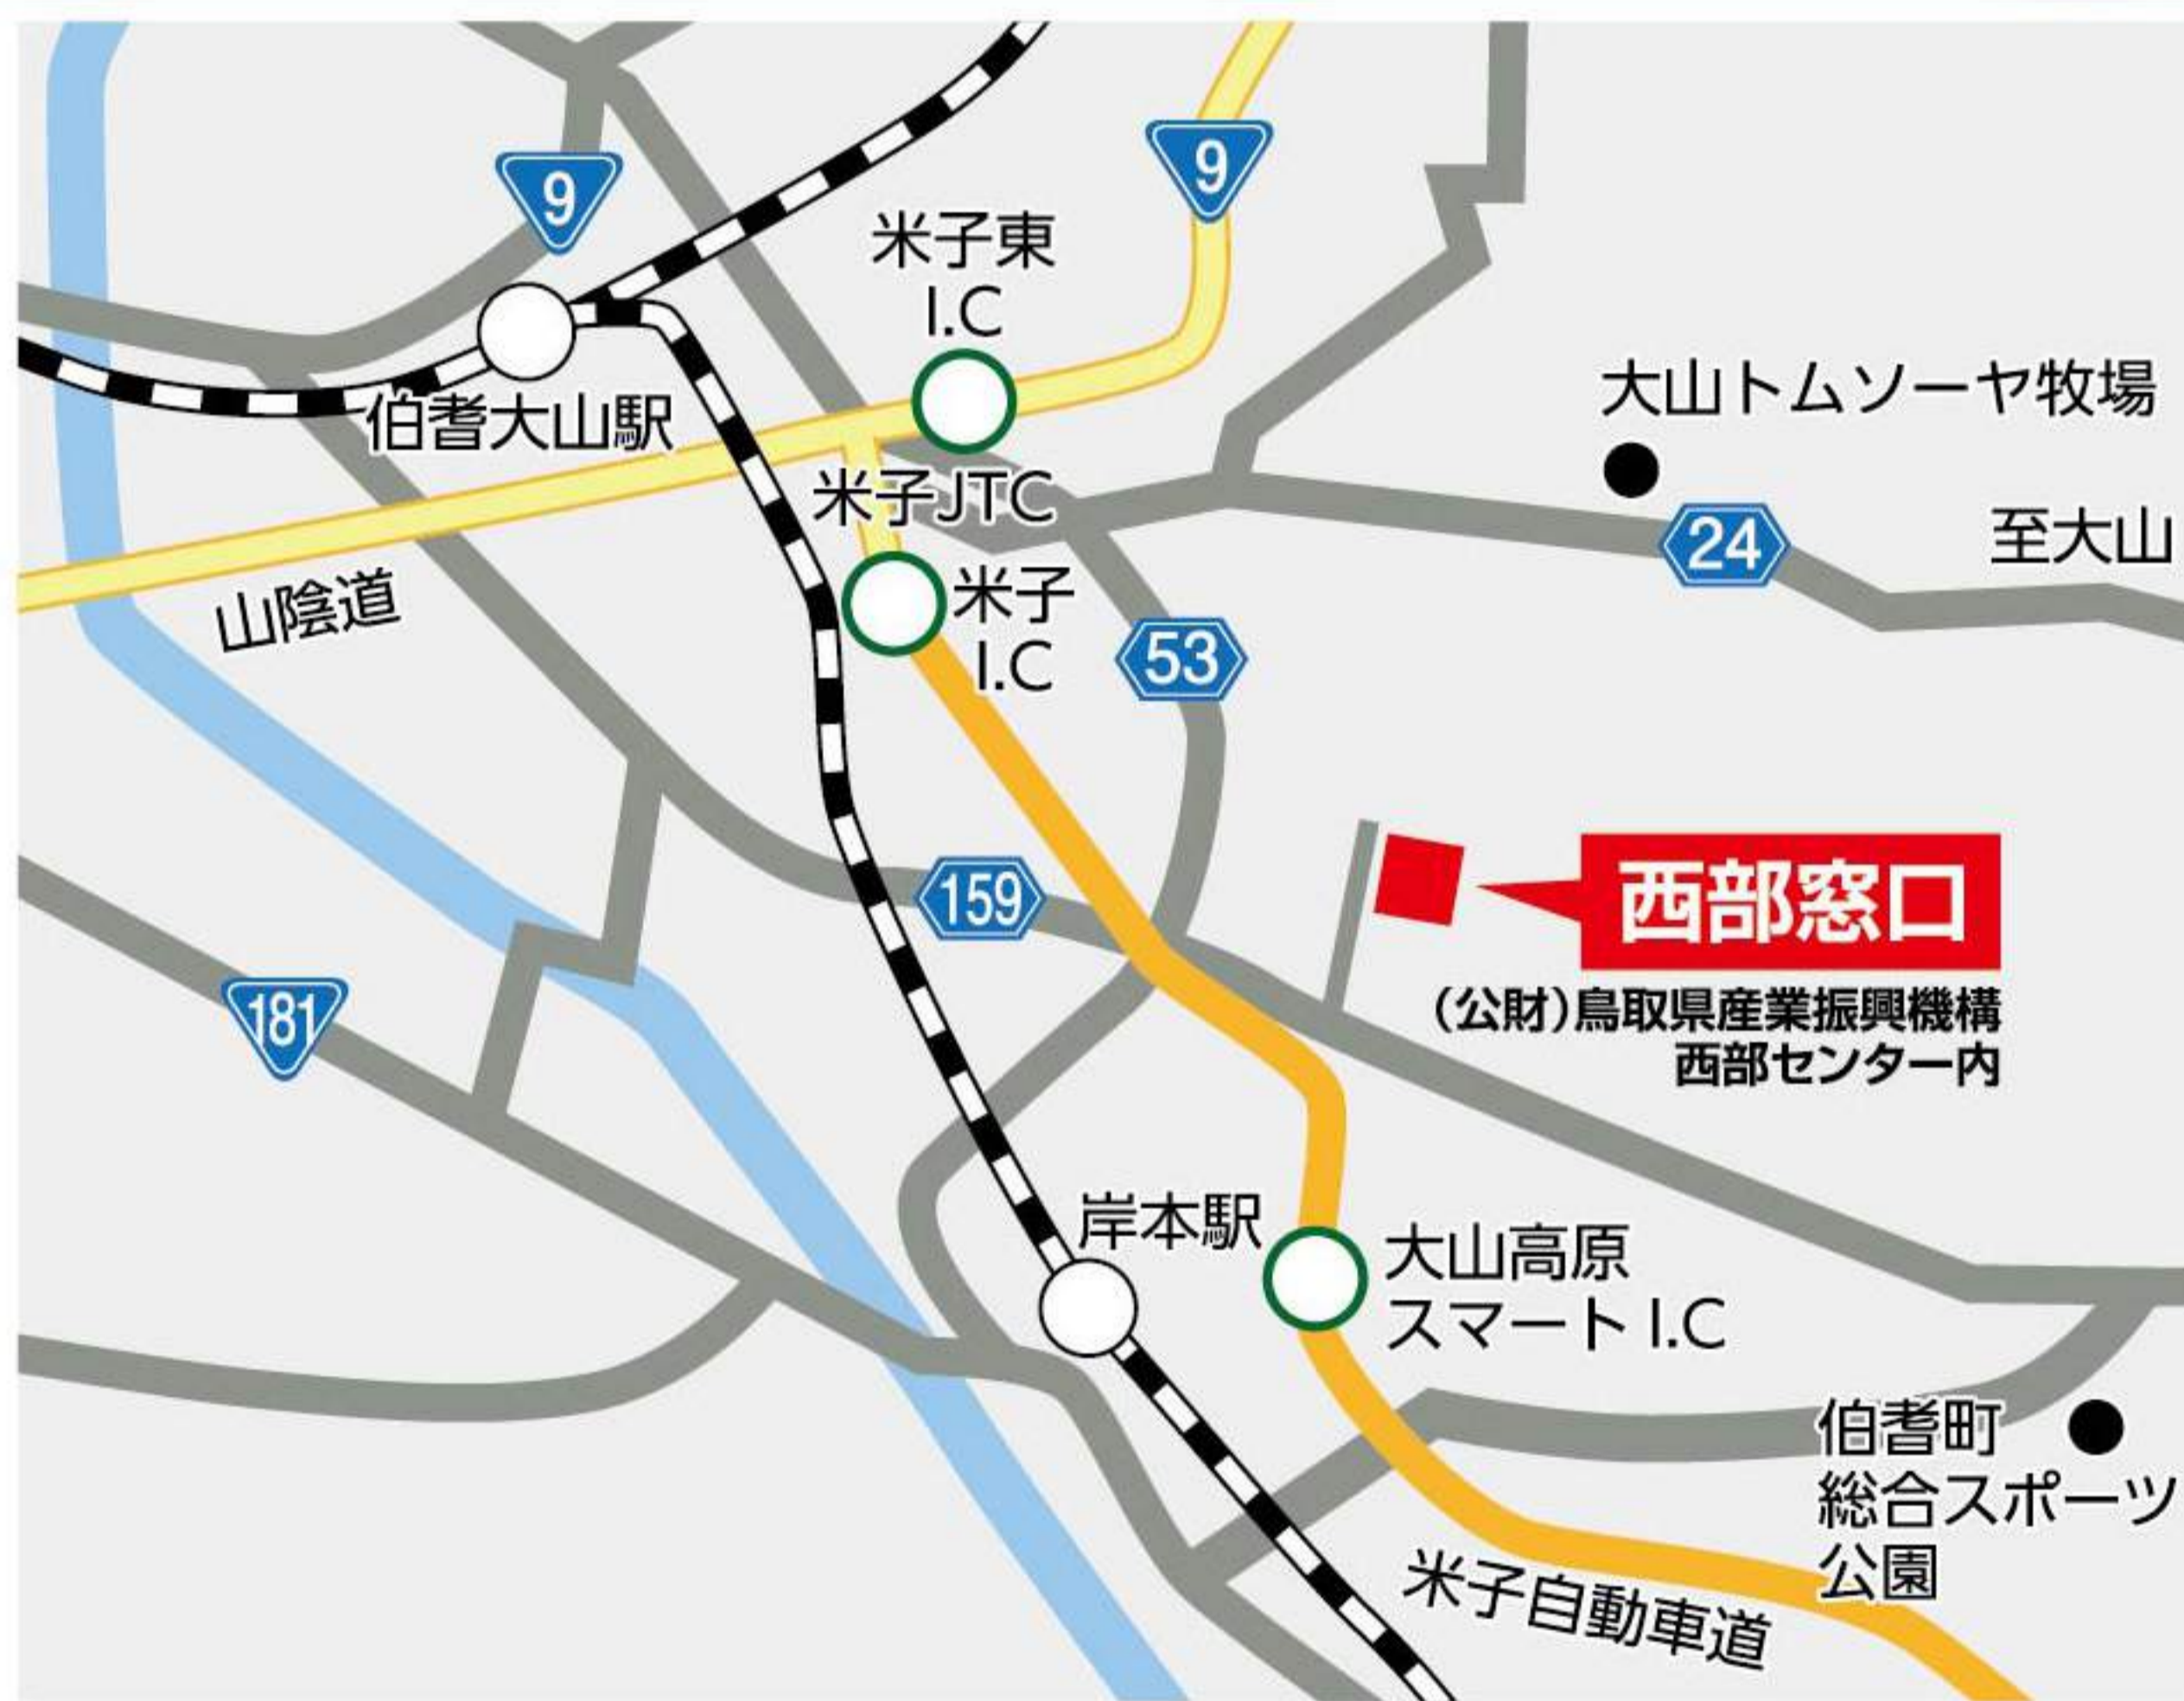 9
9
米子東
I.C
大山トムソーヤ牧場
伯耆大山駅
米子JTC
24
至大山
山陰道
米子
I.C
53
159
西部窓口
(公財)鳥取県産業振興機構
西部センター内
181
岸本駅
大山高原
スマートI.C
伯耆町
総合スポーツ
公園
米子自動車道